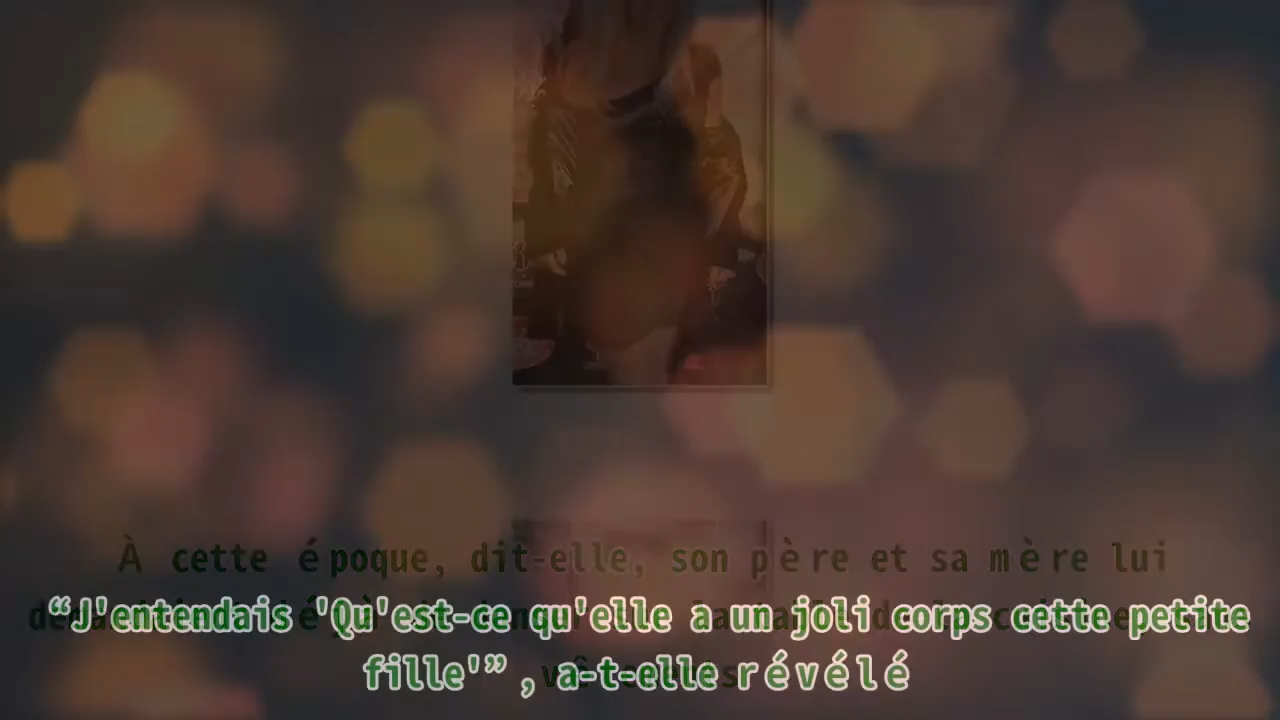 À cette époque, dit-elle, son père et sa mère lui
“J'entendais 'Qu'est-ce qu'elle a un joli corps cette petite
fille'”, a-t-elle révélé